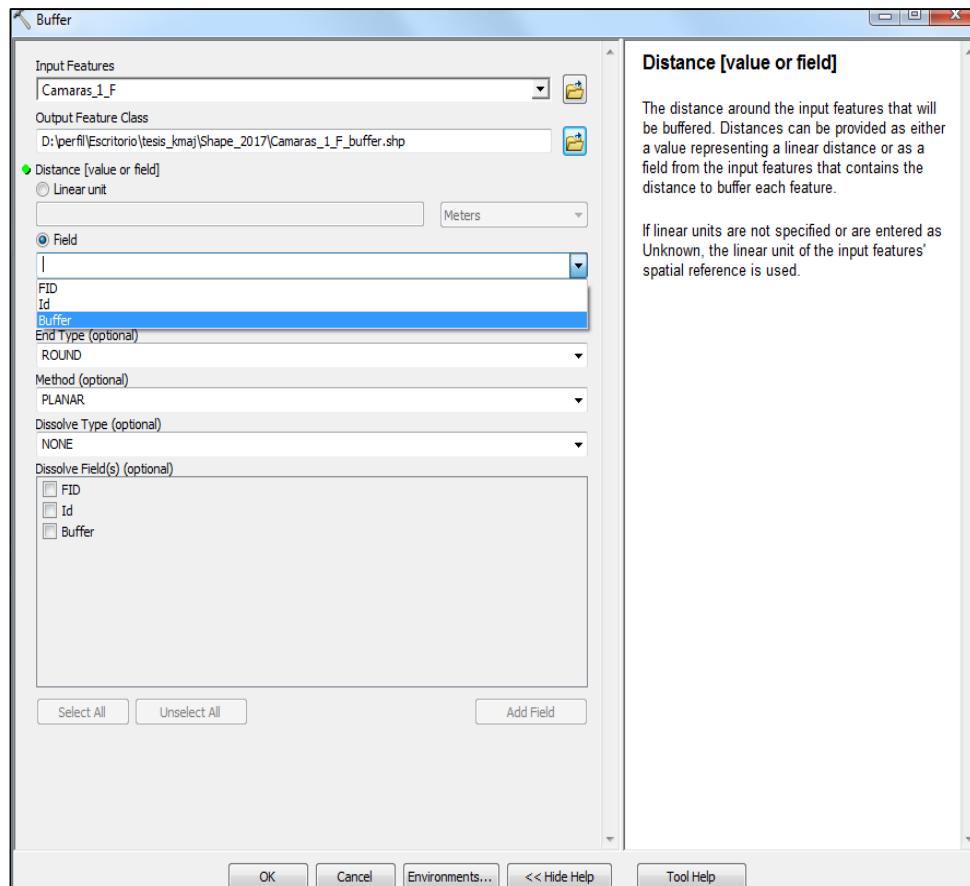 Buffer
Input Features
Camaras_1_F
Output Feature Class
D:\perfil\Escritorio\tesis_kmaj\Shape_2017\Camaras_1_F_buffer.shp
Distance [value or field]
Linear unit
Meters
Field
FID
Id
Buffer
End Type (optional)
ROUND
Method (optional)
PLANAR
Dissolve Type (optional)
NONE
Dissolve Field(s) (optional)
FID
Id
Buffer
Select All
Unselect All
Add Field
Distance [value or field]
The distance around the input features that will
be buffered. Distances can be provided as either
a value representing a linear distance or as a
field from the input features that contains the
distance to buffer each feature.
If linear units are not specified or are entered as
Unknown, the linear unit of the input features'
spatial reference is used.
OK
Cancel
Environments...
<< Hide Help
Tool Help